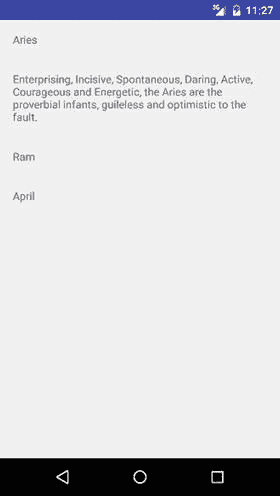 3G 11:27
Aries
Enterprising, Incisive, Spontaneous, Daring, Active,
Courageous and Energetic, the Aries are the
proverbial infants, guileless and optimistic to the
fault.
Ram
April